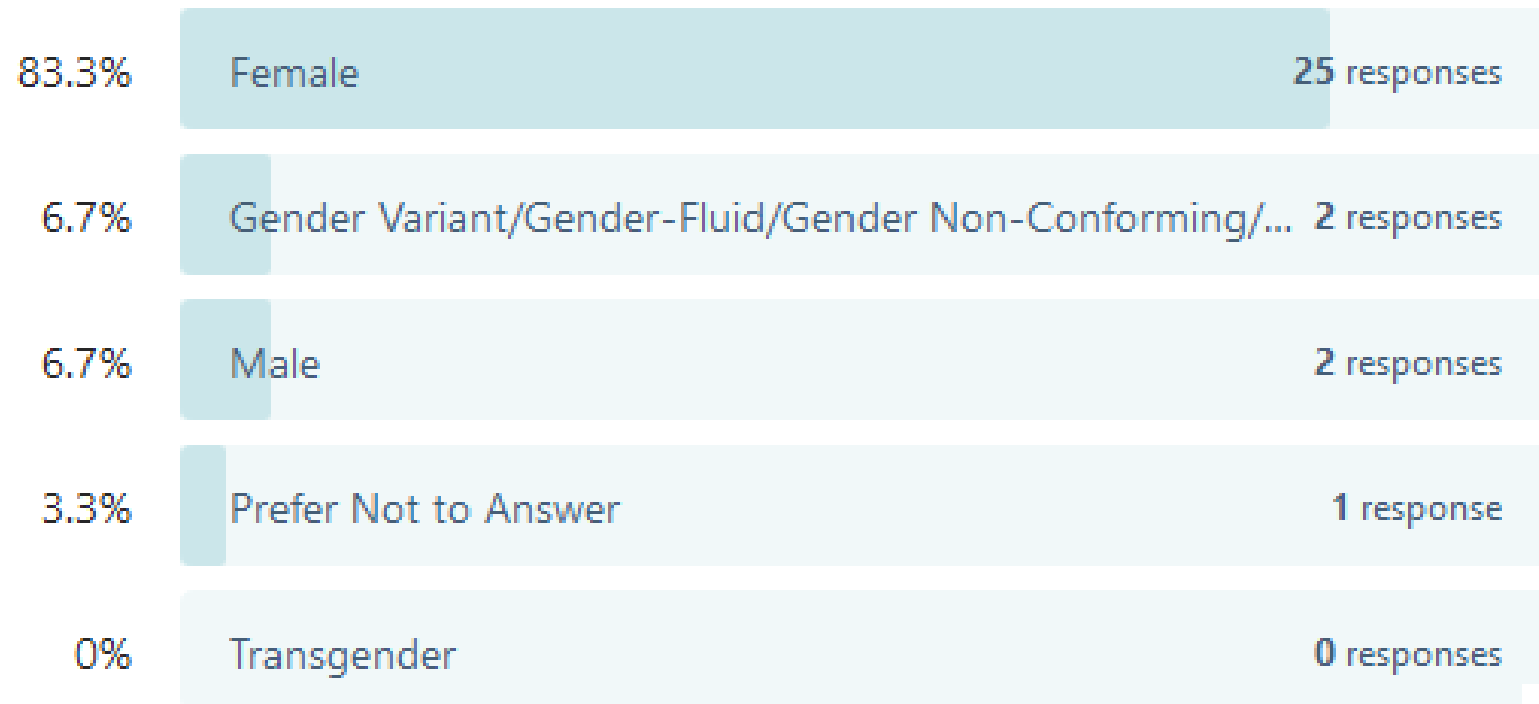 83.3% Female 25 responses
6.7% Gender Variant/Gender-Fluid/Gender Non-Conforming/... 2 responses
6.7% Male 2 responses
3.3% Prefer Not to Answer 1 response
0% Transgender 0 responses